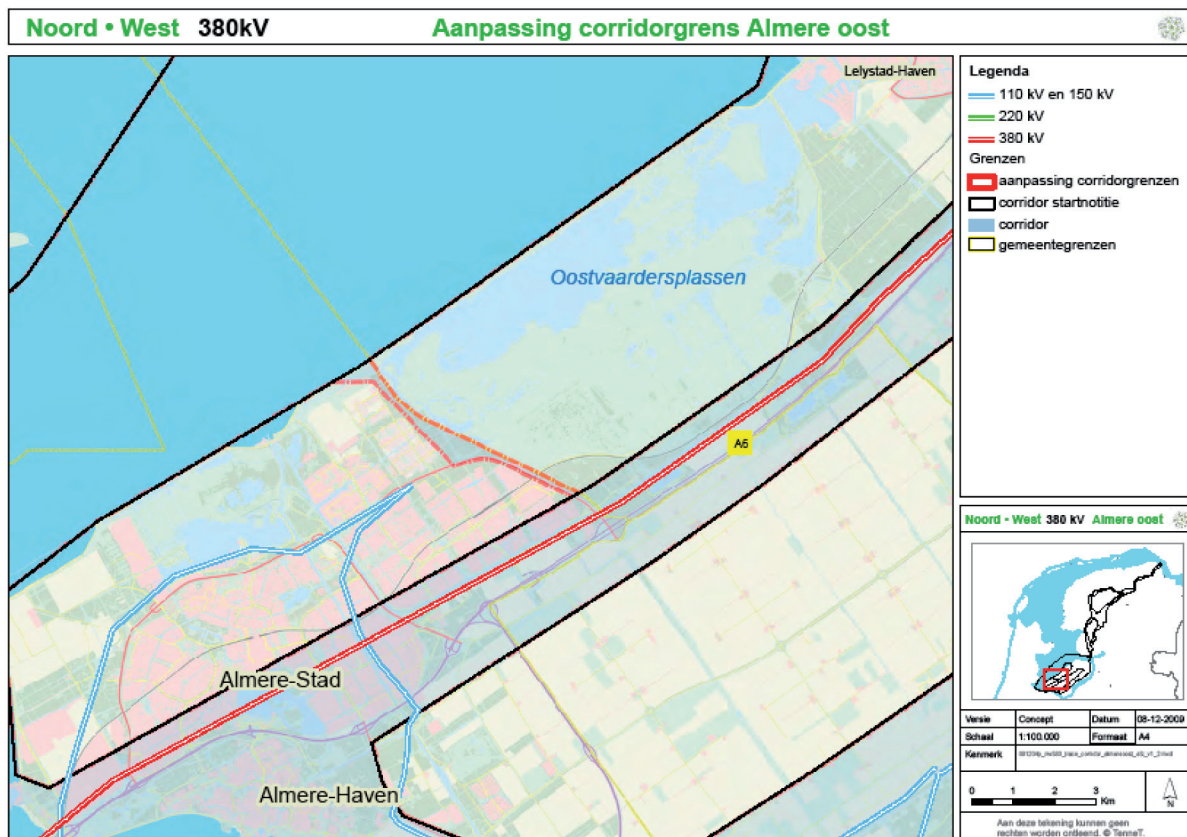 Noord • West 380kV
Aanpassing corridorgrens Almere oost
Lelystad-Haven
Oostvaardersplassen
A6
Almere-Stad
Almere-Haven
Legenda
110 kV en 150 kV
220 kV
380 kV
Grenzen
aanpassing corridorgrenzen
corridor startnotitie
corridor
gemeentegrenzen
Noord • West 380 kV Almere oost
Versie Concept Datum 08-12-2009
Schaal 1:100.000 Formaat A4
Kenmerk
0 1 2 3
Km
N
Aan deze tekening kunnen geen
rechten worden ontleend. © TenneT.